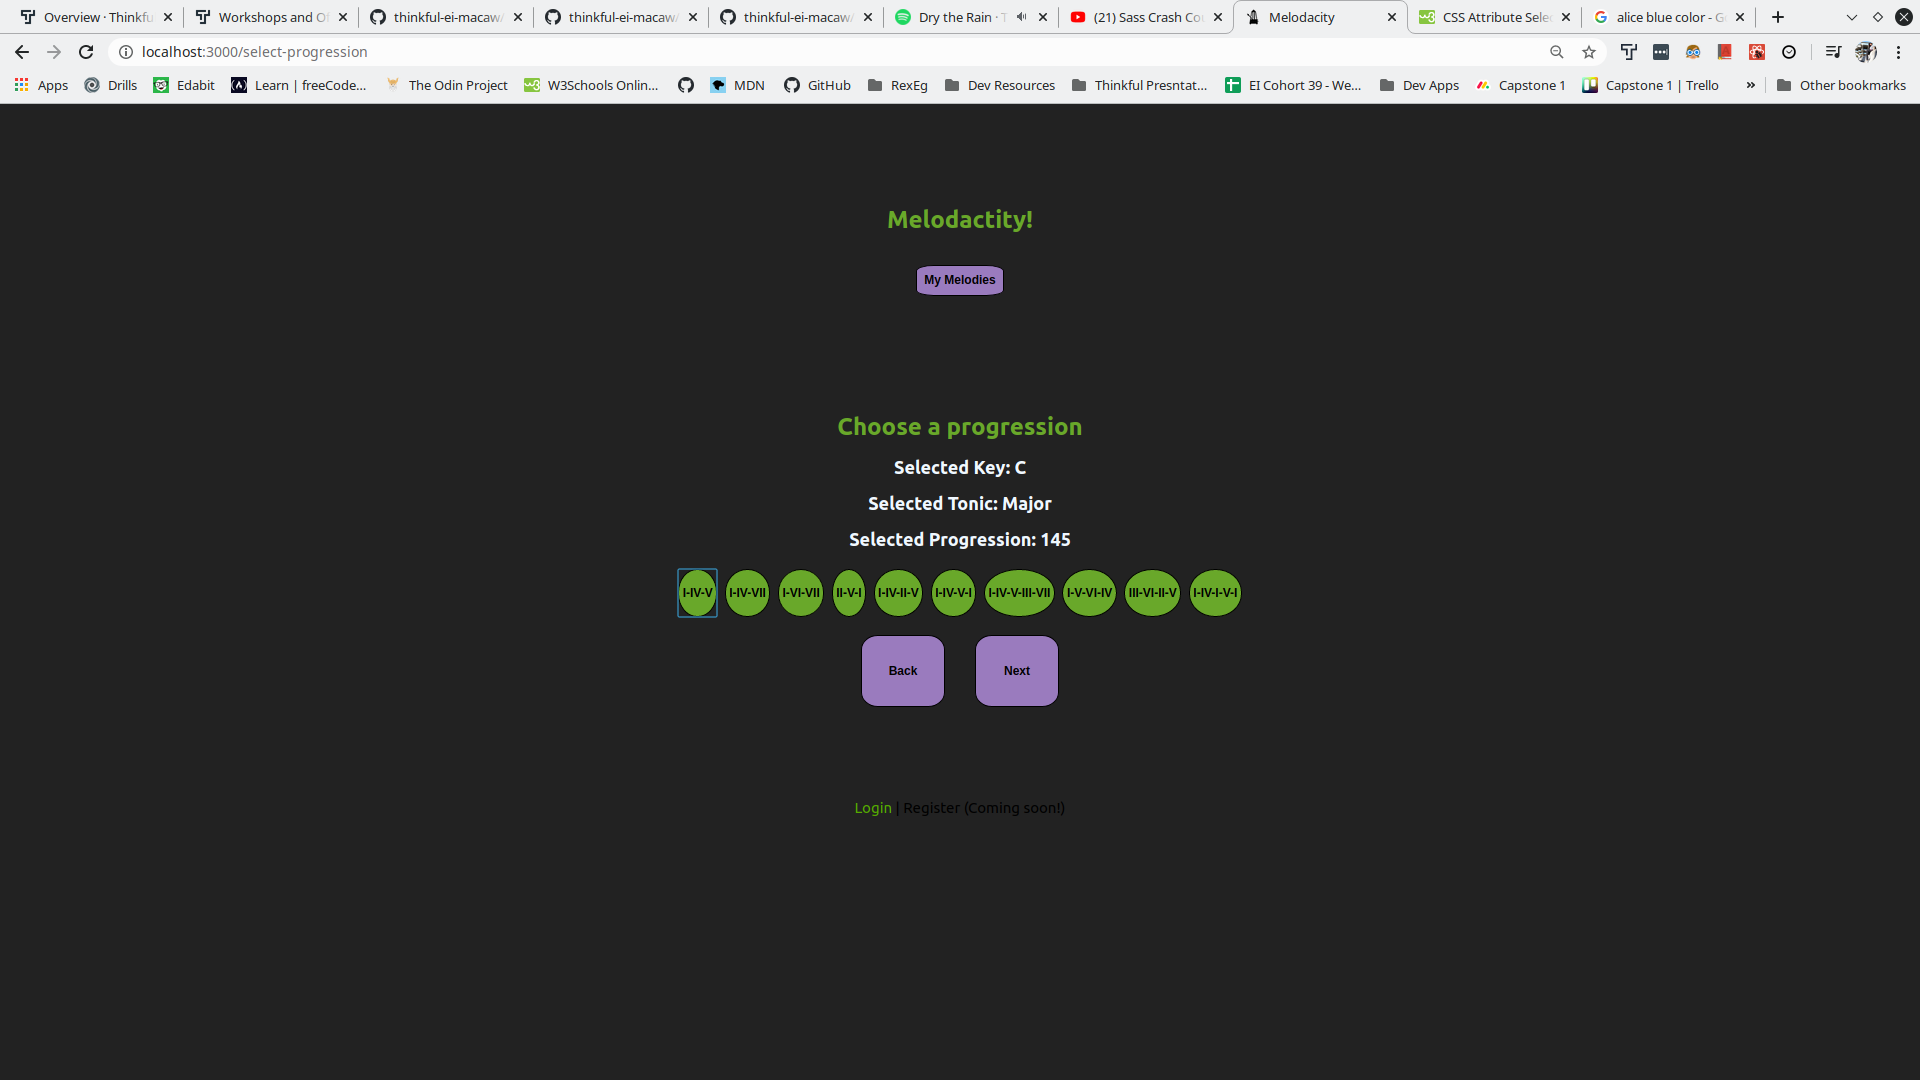 Overview · Thinkfu
Workshops and Of
thinkful-ei-macaw/
thinkful-ei-macaw/
thinkful-ei-macaw/
Dry the Rain · T
(21) Sass Crash Cou
Melodacity
CSS Attribute Selec
alice blue color - Go
localhost:3000/select-progression
Apps
Drills
Edabit
Learn | freeCode...
The Odin Project
W3Schools Onlin...
MDN
GitHub
RexEg
Dev Resources
Thinkful Presntat...
EI Cohort 39 - We...
Dev Apps
Capstone 1
Capstone 1 | Trello
»
Other bookmarks
Melodactity!
My Melodies
Choose a progression
Selected Key: C
Selected Tonic: Major
Selected Progression: 145
I-IV-V I-IV-VII I-VI-VII II-V-I I-IV-II-V I-IV-V-I I-IV-V-III-VII I-V-VI-IV III-VI-II-V I-IV-I-V-I
Back Next
Login | Register (Coming soon!)